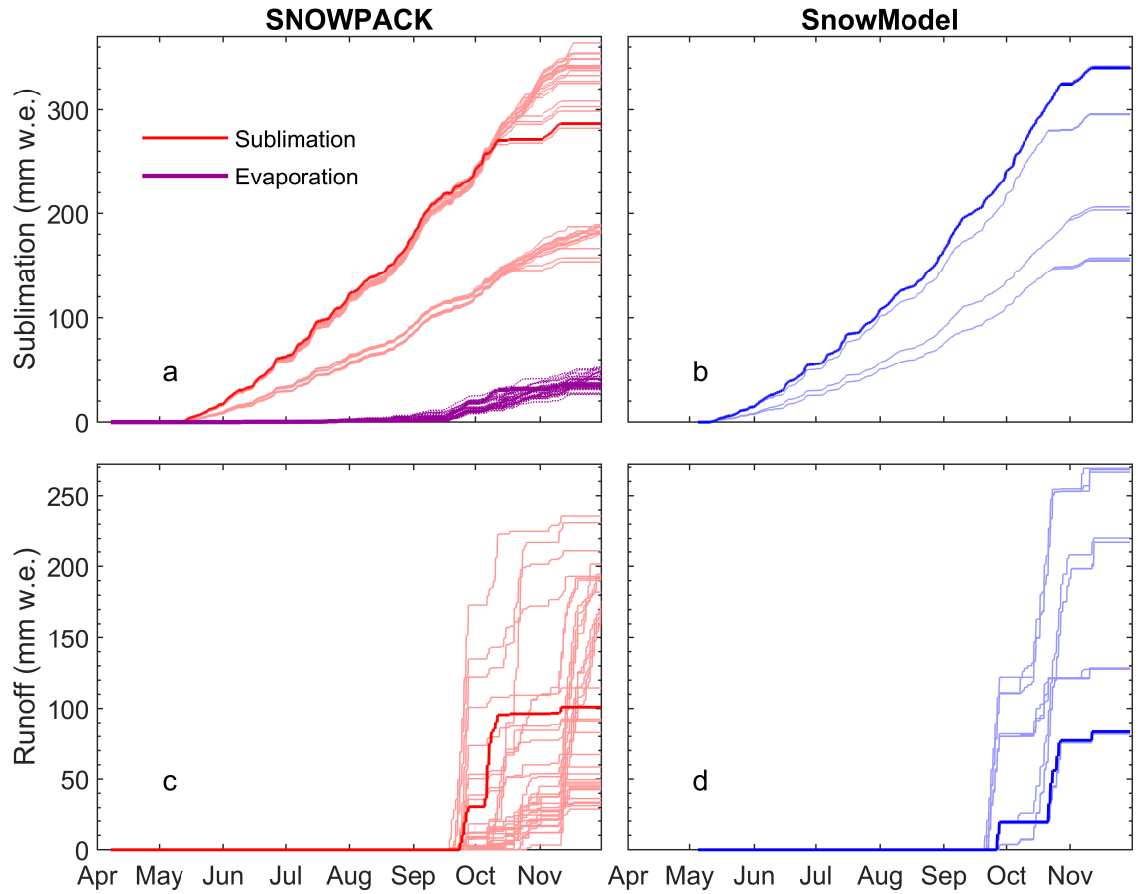 SNOWPACK
SnowModel
Sublimation (mm w.e.)
300
200
100
0
Sublimation
Evaporation
a
b
Runoff (mm w.e.)
250
200
150
100
50
0
c
d
Apr May Jun Jul Aug Sep Oct Nov
Apr May Jun Jul Aug Sep Oct Nov